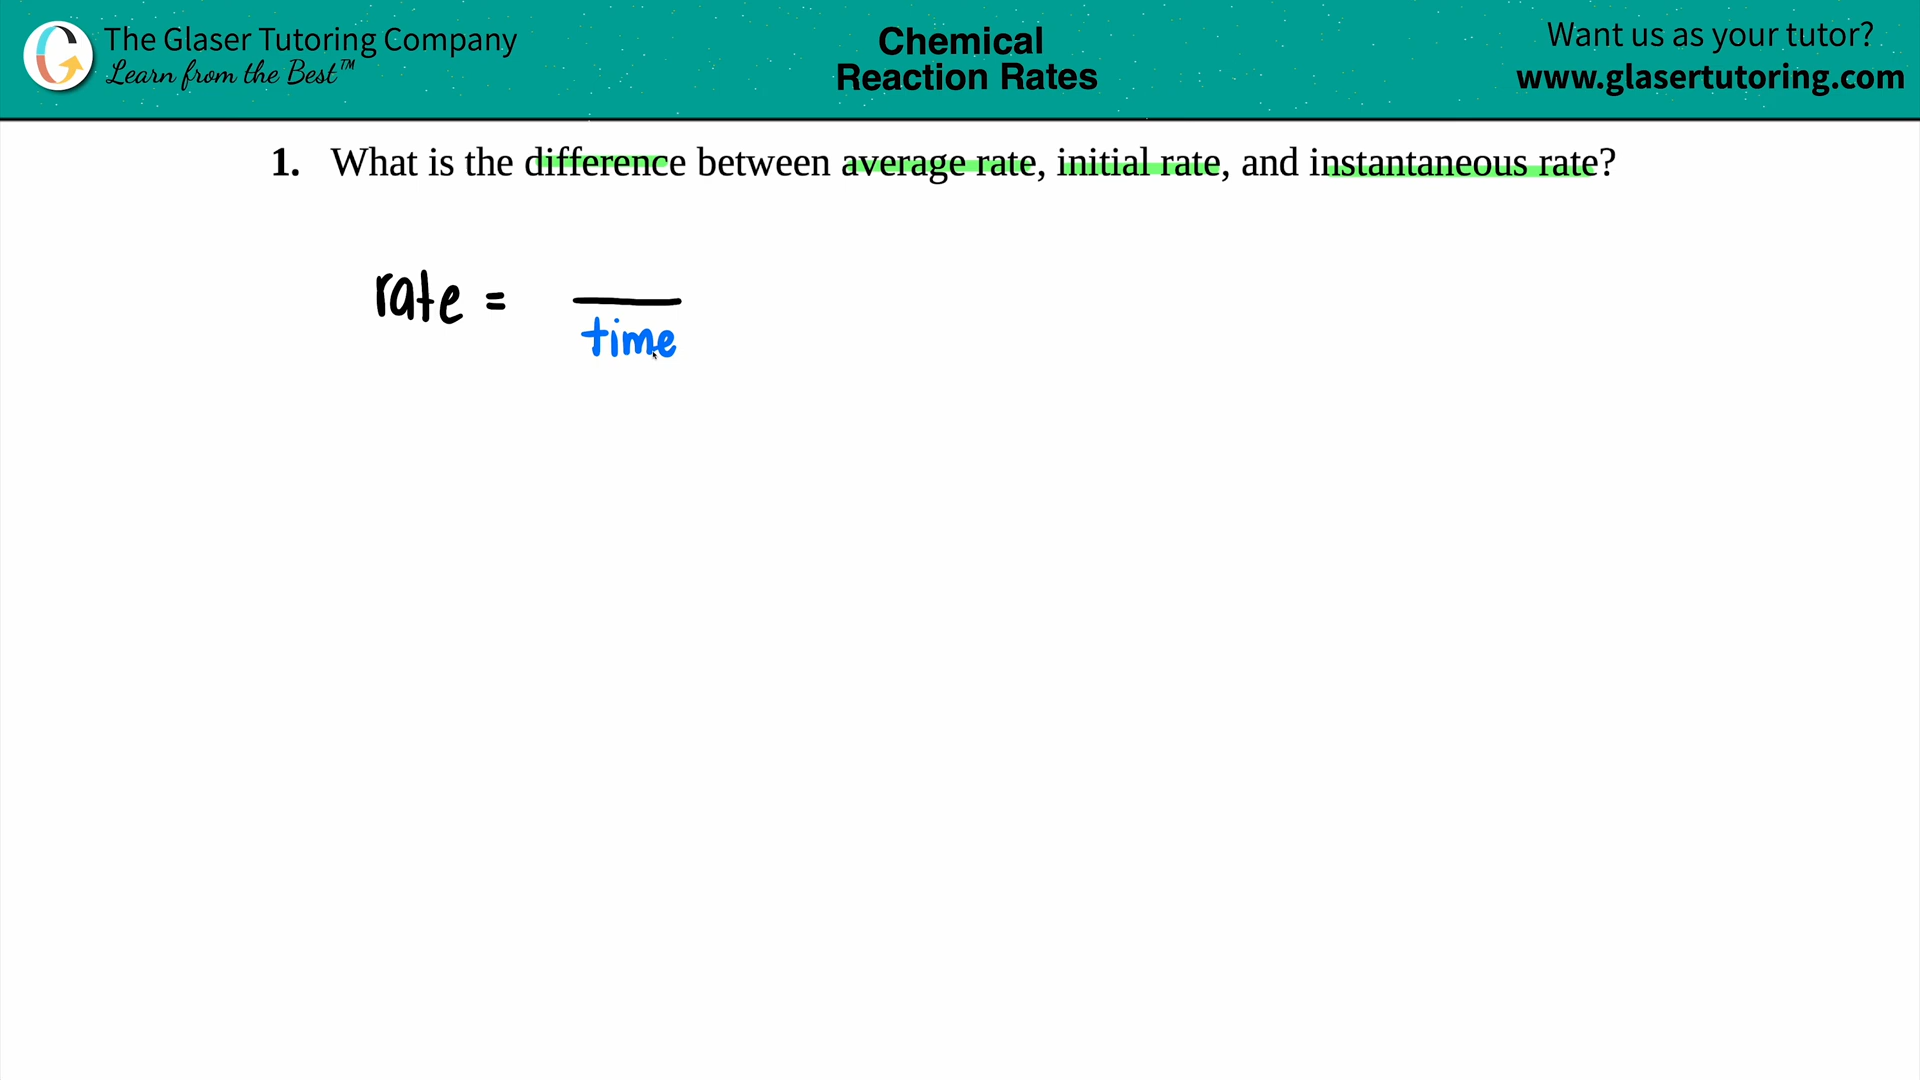 The Glaser Tutoring Company
Learn from the Best™
Chemical
Reaction Rates
Want us as your tutor?
www.glasertutoring.com
1. What is the difference between average rate, initial rate, and instantaneous rate?
rate =
time